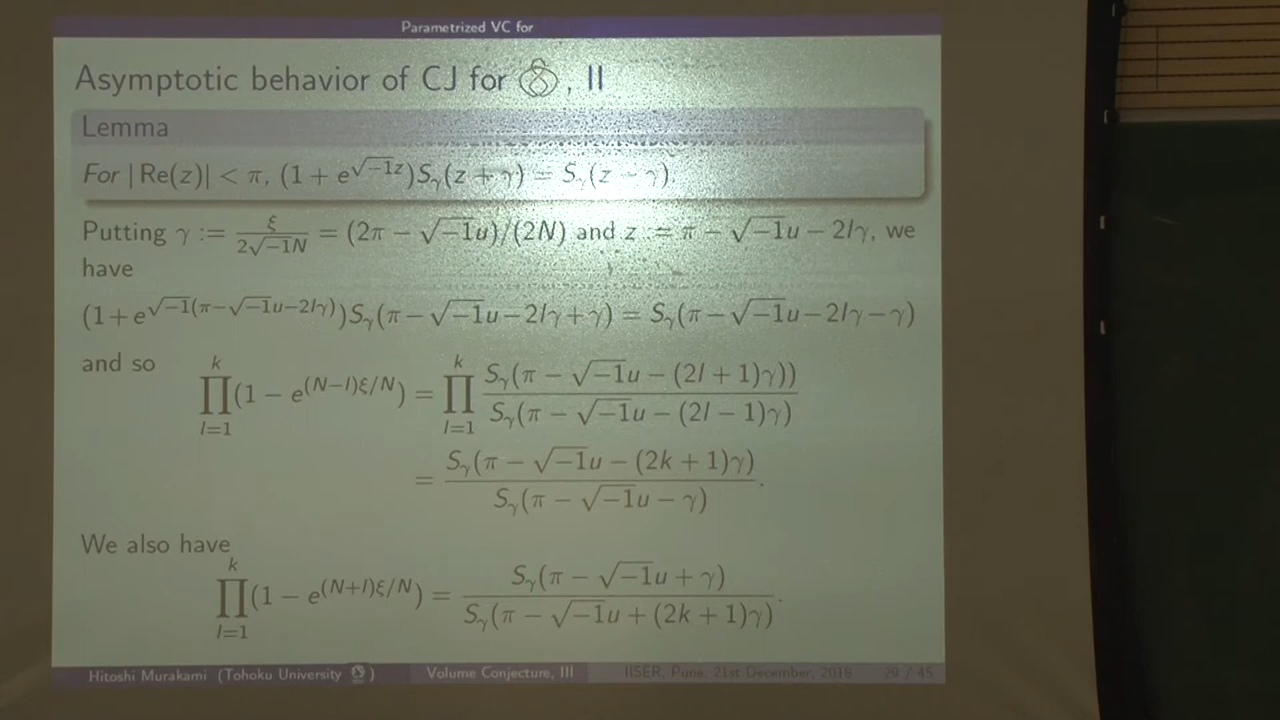 Parametrized VC for
Asymptotic behavior of CJ for , II
Lemma
For | Re(z)| < π, (1 + e^{√−1z})S_γ(z + γ) = S_γ(z − γ).
Putting γ := ξ/(2√−1N) = (2π − √−1u)/(2N) and z := π − √−1u − 2lγ, we
have
(1+e^{√−1(π−√−1u−2lγ)})S_γ(π−√−1u−2lγ+γ) = S_γ(π−√−1u−2lγ−γ)
and so ∏_{l=1}^{k}(1 − e^{(N−l)ξ/N}) = ∏_{l=1}^{k} S_γ(π − √−1u − (2l + 1)γ))/S_γ(π − √−1u − (2l − 1)γ)
= S_γ(π − √−1u − (2k + 1)γ)/S_γ(π − √−1u − γ).
We also have
∏_{l=1}^{k}(1 − e^{(N+l)ξ/N}) = S_γ(π − √−1u + γ)/S_γ(π − √−1u + (2k + 1)γ).
Hitoshi Murakami (Tohoku University ) Volume Conjecture, III IISER, Pune, 21st December, 2018 29 / 45